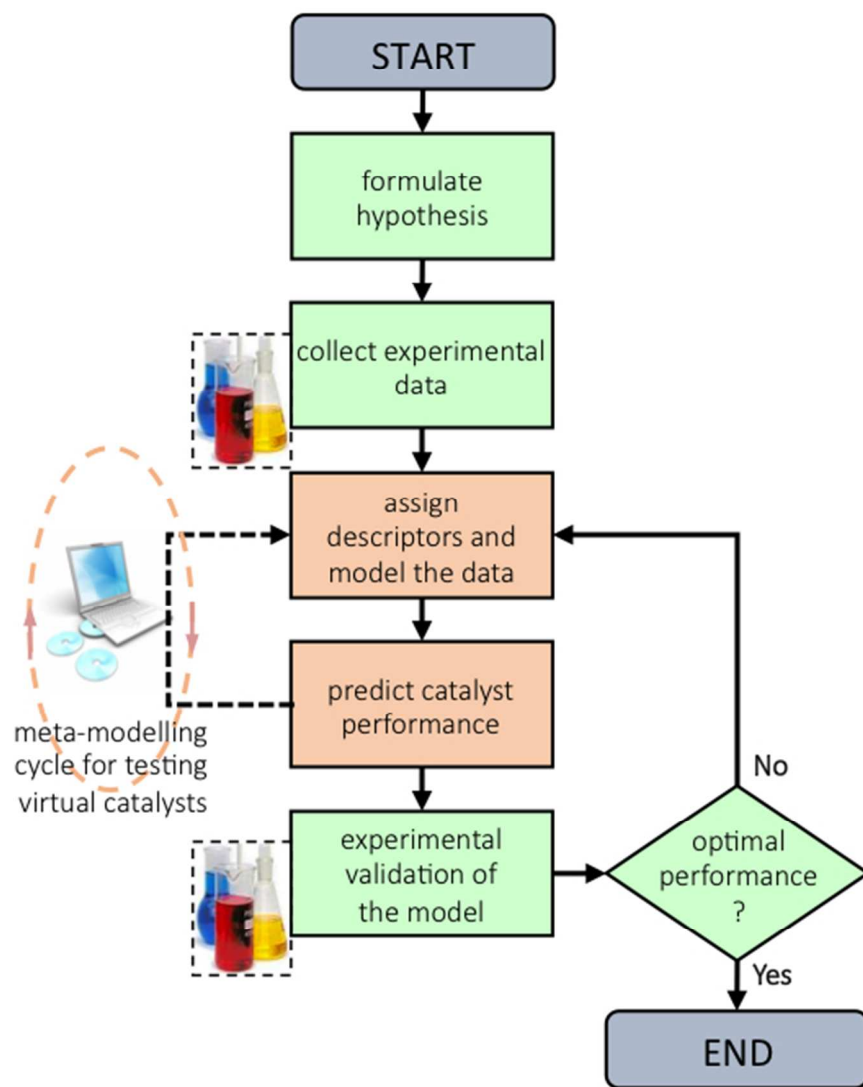 START
formulate
hypothesis
collect experimental
data
assign
descriptors and
model the data
predict catalyst
performance
meta-modelling
cycle for testing
virtual catalysts
experimental
validation of
the model
No
optimal
performance
?
Yes
END